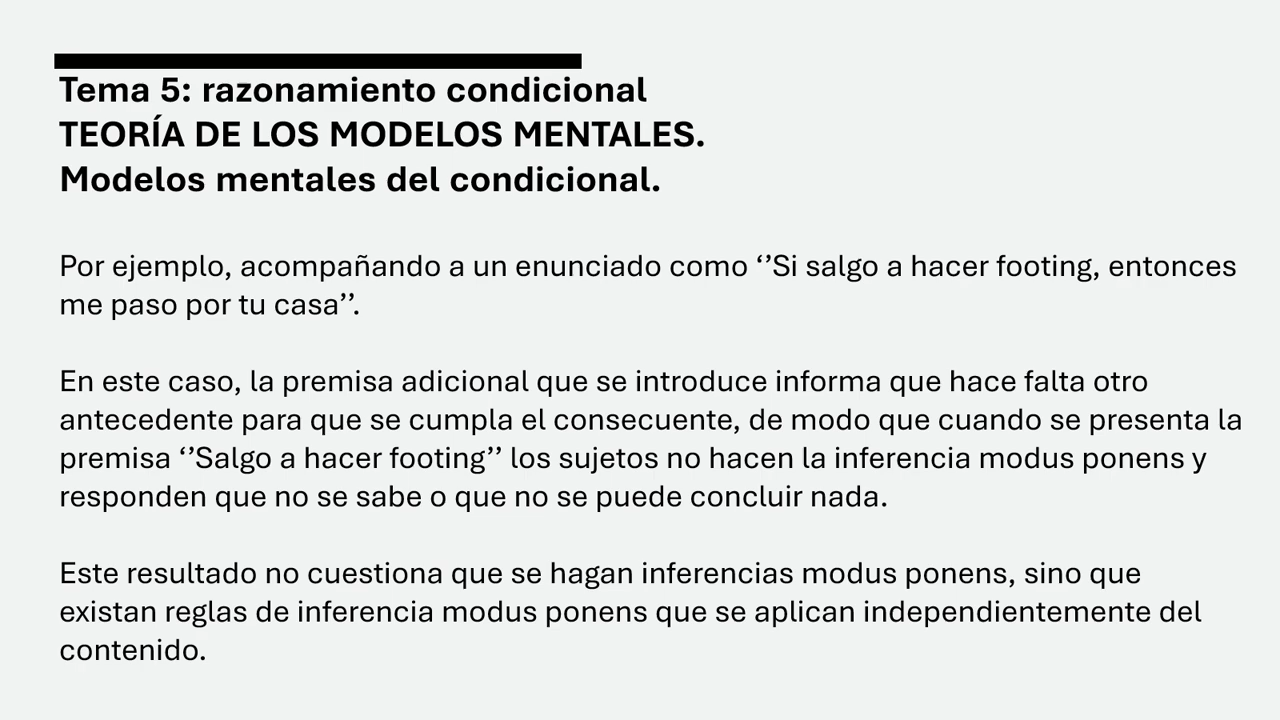 Tema 5: razonamiento condicional
TEORÍA DE LOS MODELOS MENTALES.
Modelos mentales del condicional.
Por ejemplo, acompañando a un enunciado como ‘’Si salgo a hacer footing, entonces
me paso por tu casa’’.
En este caso, la premisa adicional que se introduce informa que hace falta otro
antecedente para que se cumpla el consecuente, de modo que cuando se presenta la
premisa ‘’Salgo a hacer footing’’ los sujetos no hacen la inferencia modus ponens y
responden que no se sabe o que no se puede concluir nada.
Este resultado no cuestiona que se hagan inferencias modus ponens, sino que
existan reglas de inferencia modus ponens que se aplican independientemente del
contenido.